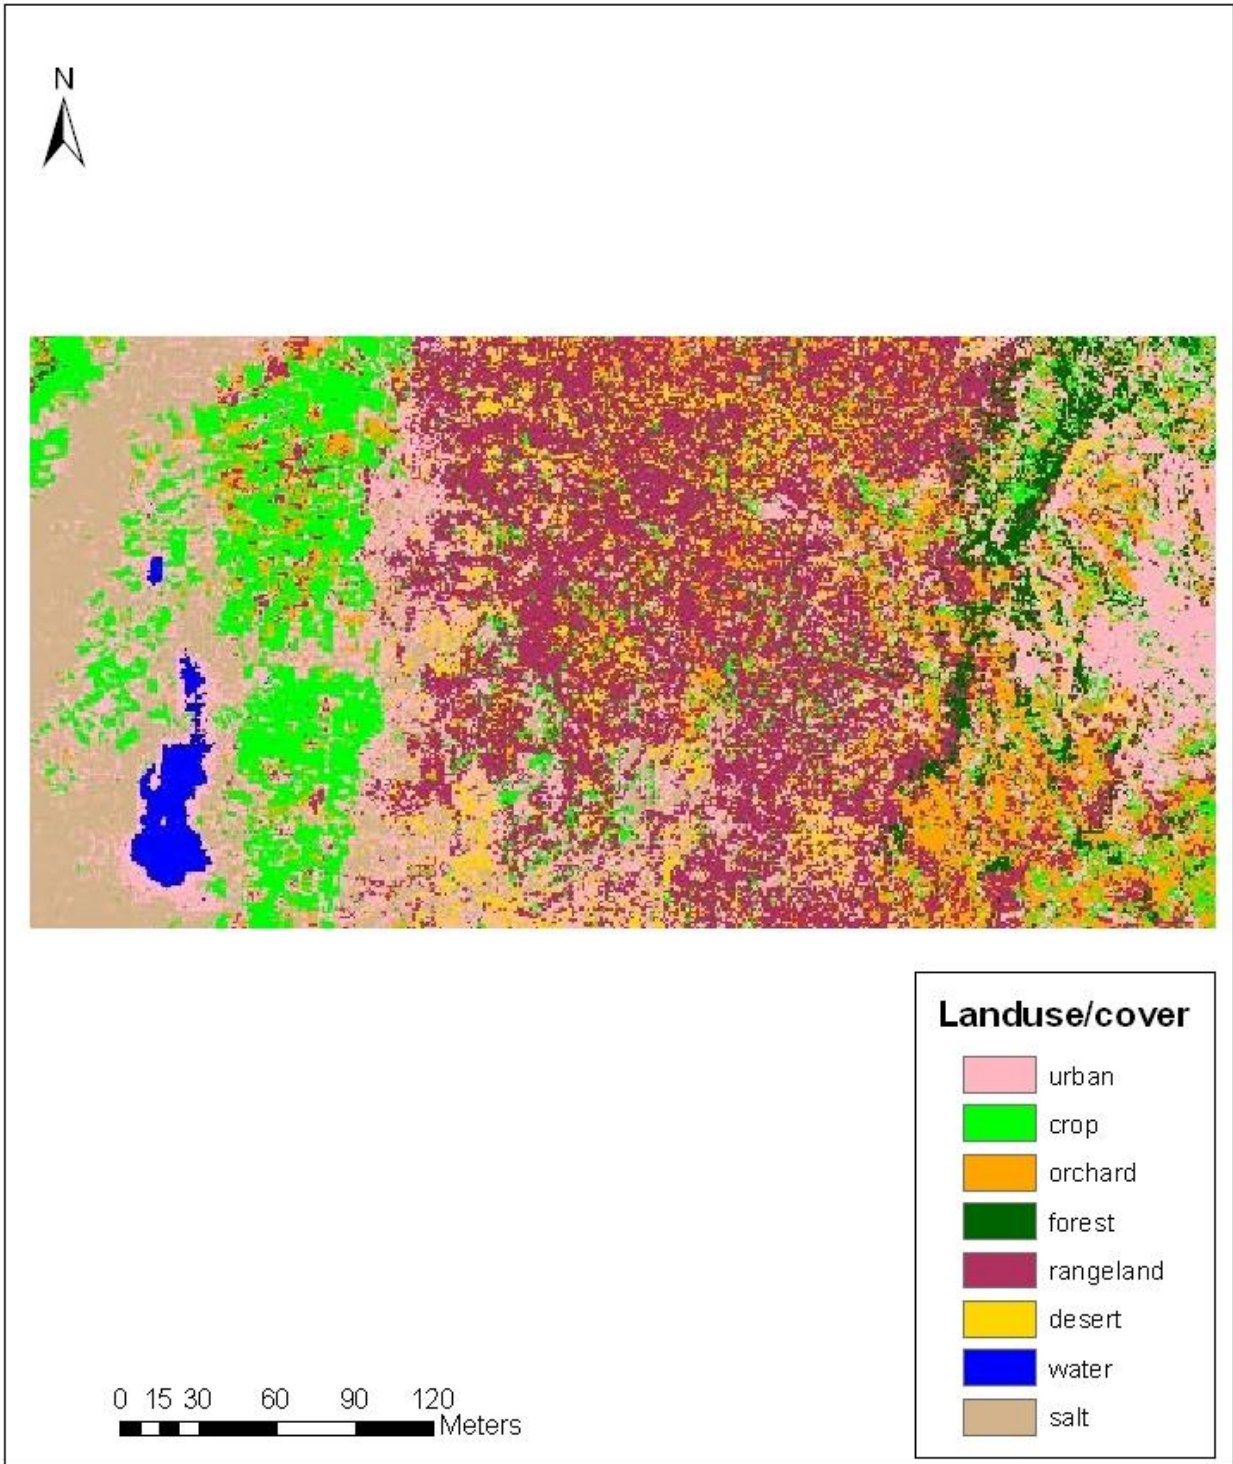 N
Landuse/cover
urban
crop
orchard
forest
rangeland
desert
water
salt
0 15 30 60 90 120
Meters